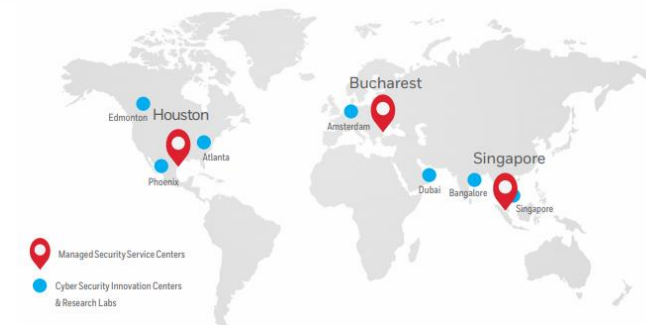 Bucharest
Edmonton
Houston
Amsterdam
Atlanta
Phoenix
Singapore
Dubai
Bangalore
Singapore
Managed Security Service Centers
Cyber Security Innovation Centers
& Research Labs